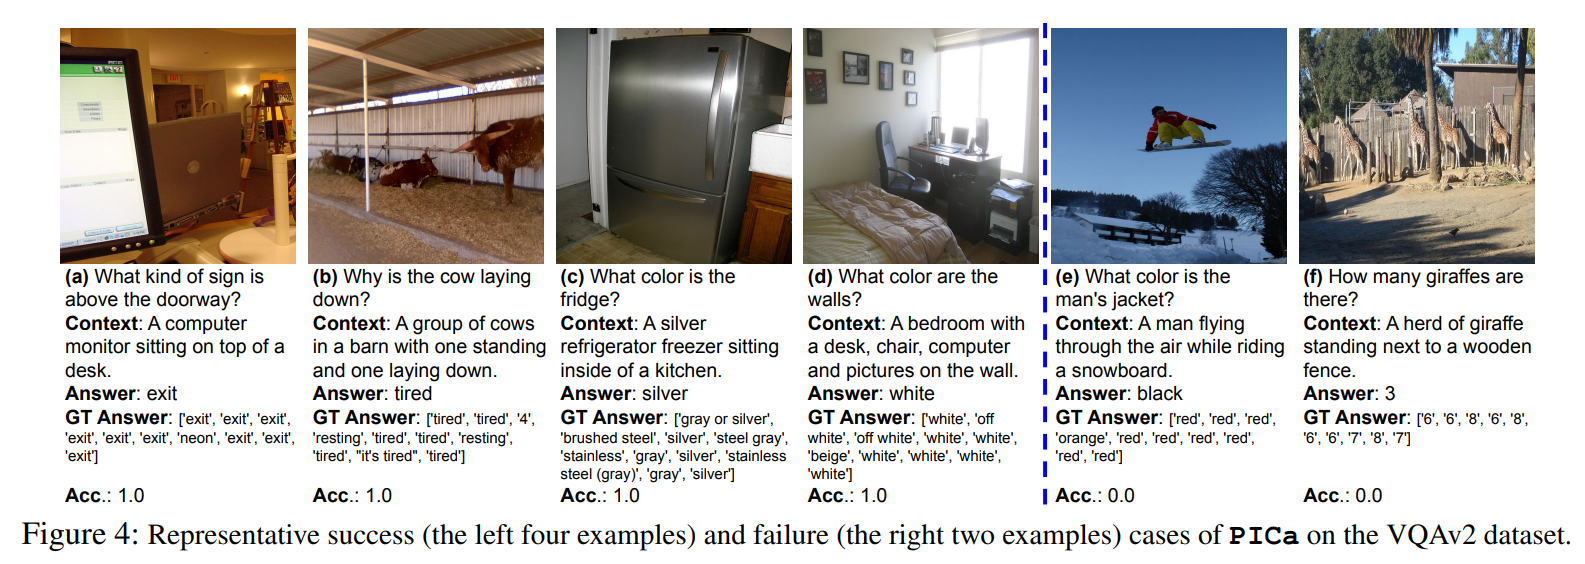 (a) What kind of sign is
above the doorway?
Context: A computer
monitor sitting on top of a
desk.
Answer: exit
GT Answer: ['exit', 'exit', 'exit',
'exit', 'exit', 'exit', 'neon', 'exit', 'exit',
'exit']
Acc.: 1.0
(b) Why is the cow laying
down?
Context: A group of cows
in a barn with one standing
and one laying down.
Answer: tired
GT Answer: ['tired', 'tired', '4',
'resting', 'tired', 'tired', 'resting',
'tired', "it's tired", 'tired']
Acc.: 1.0
(c) What color is the
fridge?
Context: A silver
refrigerator freezer sitting
inside of a kitchen.
Answer: silver
GT Answer: ['gray or silver',
'brushed steel', 'silver', 'steel gray',
'stainless', 'gray', 'silver', 'stainless
steel (gray)', 'gray', 'silver']
Acc.: 1.0
(d) What color are the
walls?
Context: A bedroom with
a desk, chair, computer
and pictures on the wall.
Answer: white
GT Answer: ['white', 'off
white', 'off white', 'white', 'white',
'beige', 'white', 'white', 'white',
'white']
Acc.: 1.0
(e) What color is the
man's jacket?
Context: A man flying
through the air while riding
a snowboard.
Answer: black
GT Answer: ['red', 'red', 'red',
'orange', 'red', 'red', 'red', 'red',
'red', 'red']
Acc.: 0.0
(f) How many giraffes are
there?
Context: A herd of giraffe
standing next to a wooden
fence.
Answer: 3
GT Answer: ['6', '6', '8', '6', '8',
'6', '6', '7', '8', '7']
Acc.: 0.0
Figure 4: Representative success (the left four examples) and failure (the right two examples) cases of PICa on the VQAv2 dataset.